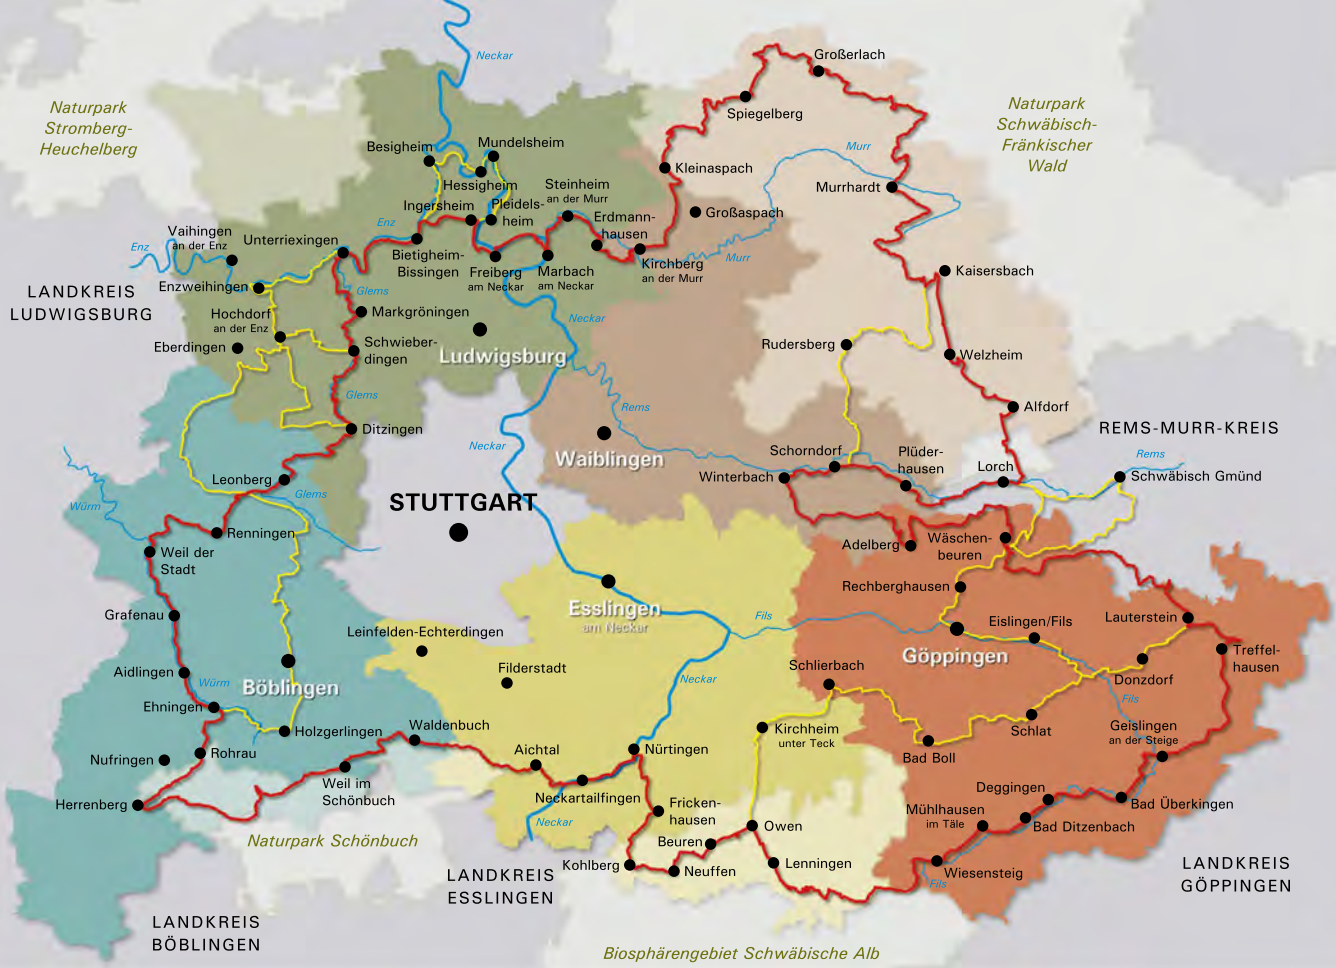 Neckar
Großerlach
Naturpark
Stromberg-
Heuchelberg
Spiegelberg
Naturpark
Schwäbisch-
Fränkischer
Wald
Besigheim
Mundelsheim
Murr
Kleinaspach
Hessigheim
Steinheim
an der Murr
Murrhardt
Ingersheim
Pleidels-
heim
Großaspach
Erdmann-
hausen
Enz
Vaihingen
an der Enz
Unterriexingen
Enz
Bietigheim-
Bissingen
Freiberg
am Neckar
Marbach
am Neckar
Kirchberg
an der Murr
Murr
Kaisersbach
Enzweihingen
Glems
LANDKREIS
LUDWIGSBURG
Hochdorf
an der Enz
Markgröningen
Neckar
Eberdingen
Schwieber-
dingen
Ludwigsburg
Rudersberg
Welzheim
Glems
Rems
Alfdorf
Ditzingen
REMS-MURR-KREIS
Neckar
Waiblingen
Schorndorf
Plüder-
hausen
Lorch
Rems
Winterbach
Schwäbisch Gmünd
Leonberg
Glems
Würm
STUTTGART
Renningen
Adelberg
Wäschen-
beuren
Weil der
Stadt
Rechberghausen
Esslingen
am Neckar
Grafenau
Fils
Eislingen/Fils
Lauterstein
Leinfelden-Echterdingen
Göppingen
Treffel-
hausen
Schlierbach
Filderstadt
Aidlingen
Würm
Böblingen
Neckar
Donzdorf
Fils
Ehningen
Holzgerlingen
Waldenbuch
Kirchheim
unter Teck
Schlat
Geislingen
an der Steige
Nufringen
Rohrau
Aichtal
Nürtingen
Bad Boll
Weil im
Schönbuch
Neckartailfingen
Deggingen
Herrenberg
Fricken-
hausen
Mühlhausen
im Täle
Bad Überkingen
Neckar
Owen
Bad Ditzenbach
Naturpark Schönbuch
Beuren
Kohlberg
Neuffen
Lenningen
Wiesensteig
Fils
LANDKREIS
ESSLINGEN
LANDKREIS
GÖPPINGEN
LANDKREIS
BÖBLINGEN
Biosphärengebiet Schwäbische Alb